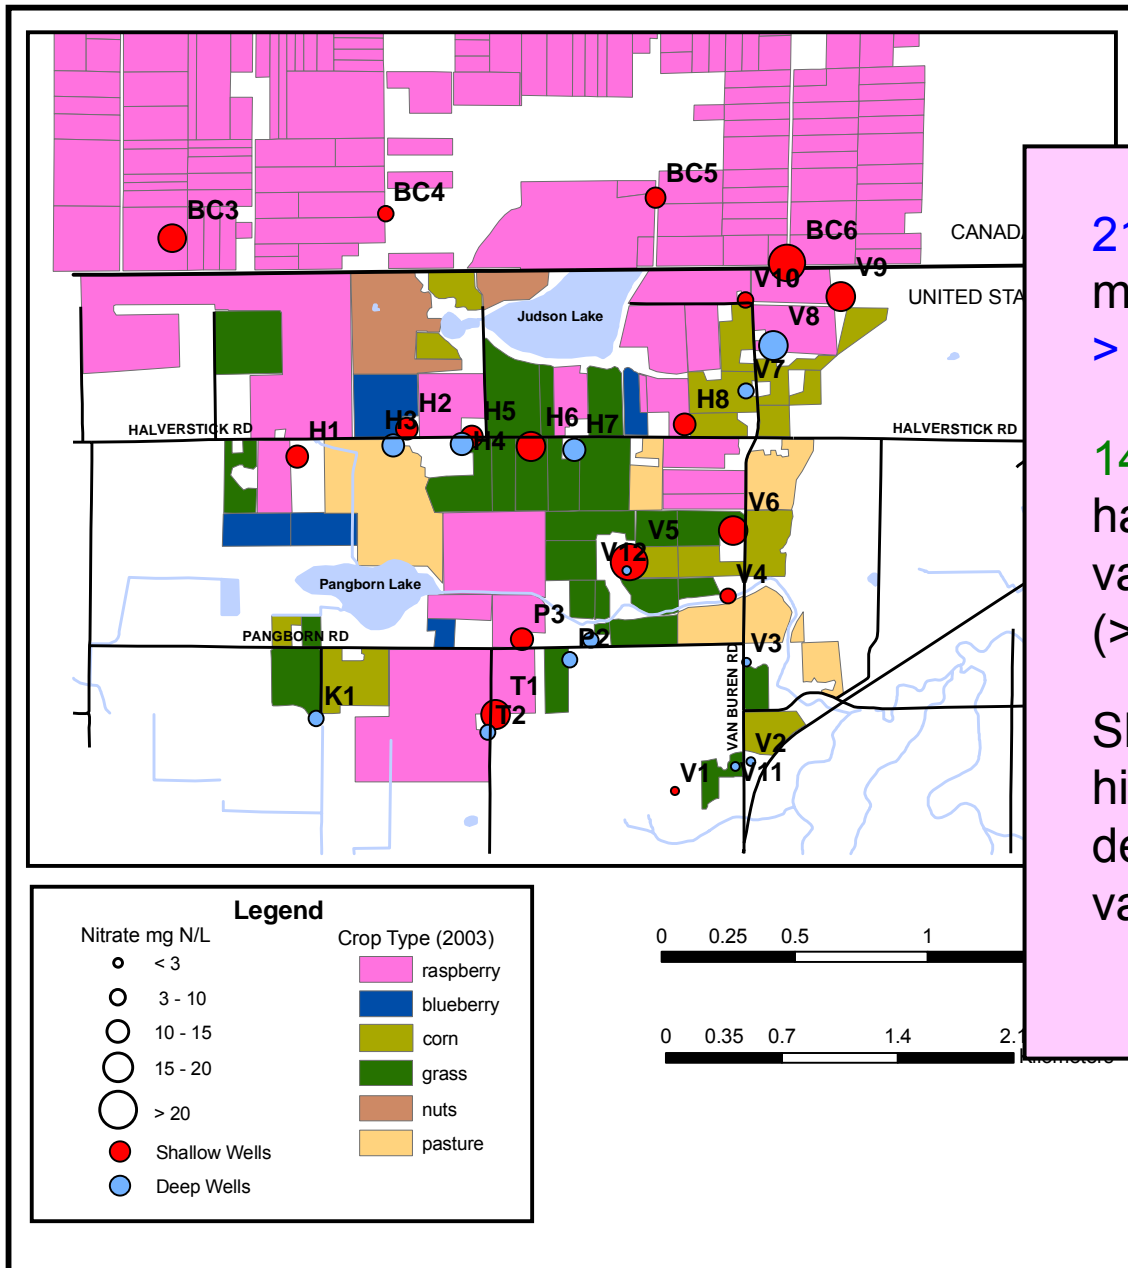 BC3
BC4
BC5
BC6
CANADA
V10
V9
UNITED STA
Judson Lake
V8
V7
HALVERSTICK RD
H1
H3
H2
H5
H4
H6
H7
H8
HALVERSTICK RD
V6
V5
V12
V4
Pangborn Lake
PANGBORN RD
P3
P2
V3
VAN BUREN RD
K1
T1
T2
V2
V1
V11
21
m
>
14
ha
va
(>
hi
de
va
Legend
Nitrate mg N/L
< 3
3 - 10
10 - 15
15 - 20
> 20
Shallow Wells
Deep Wells
Crop Type (2003)
raspberry
blueberry
corn
grass
nuts
pasture
0 0.25 0.5 1
0 0.35 0.7 1.4 2.1